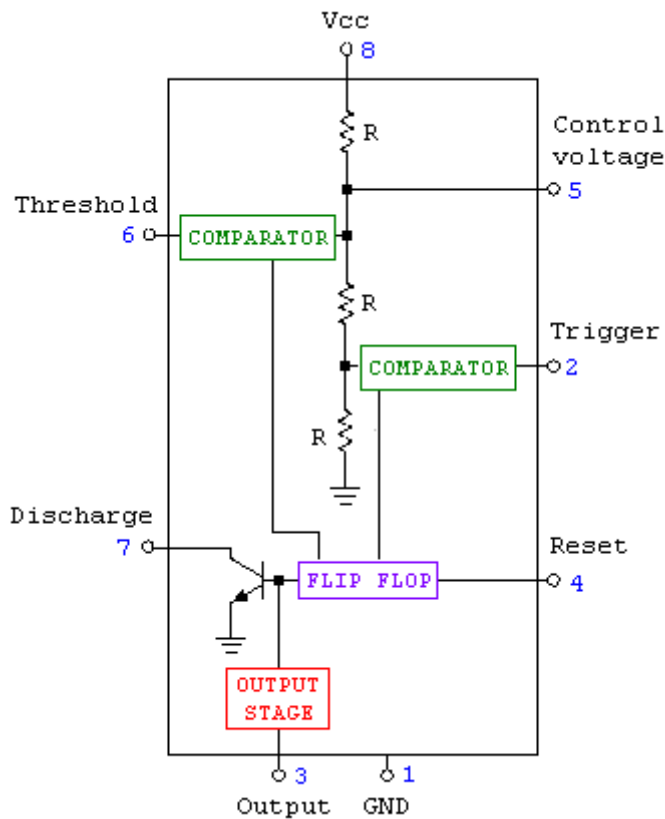 Vcc
8
R
Control
voltage
5
Threshold
6
COMPARATOR
R
Trigger
COMPARATOR
2
R
Discharge
7
Reset
FLIP FLOP
4
OUTPUT
STAGE
3
1
Output
GND